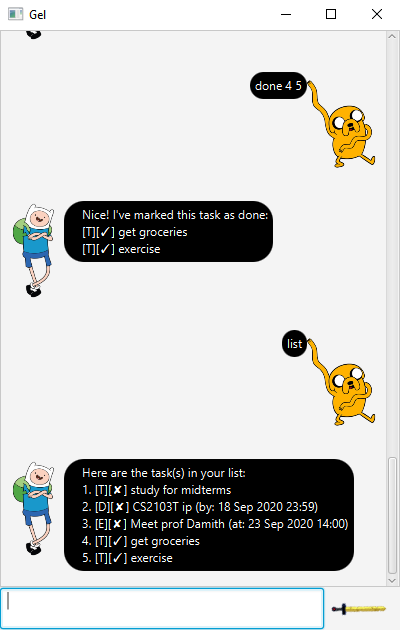 Gel
done 4 5
Nice! I've marked this task as done:
[T][✓] get groceries
[T][✓] exercise
list
Here are the task(s) in your list:
1. [T][✘] study for midterms
2. [D][✘] CS2103T ip (by: 18 Sep 2020 23:59)
3. [E][✘] Meet prof Damith (at: 23 Sep 2020 14:00)
4. [T][✓] get groceries
5. [T][✓] exercise